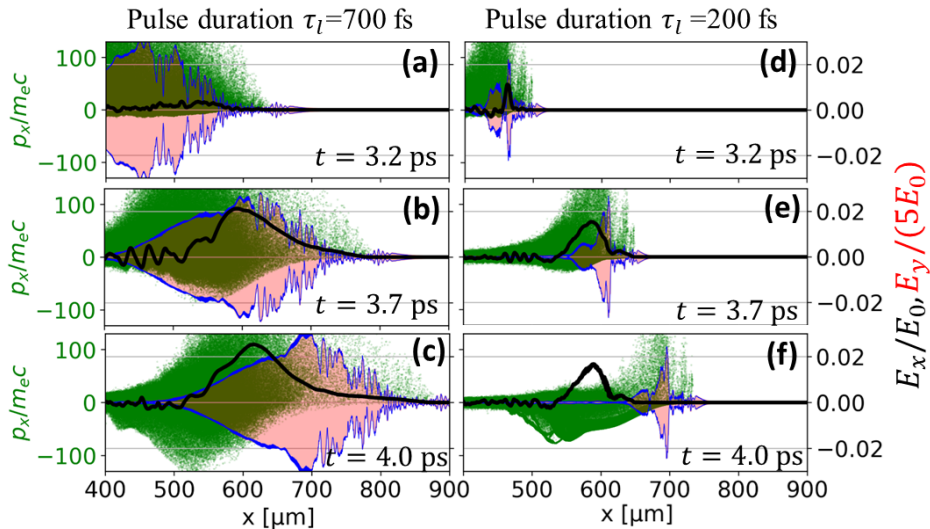 Pulse duration τ_l=700 fs
Pulse duration τ_l=200 fs
p_x/m_ec
100
0
−100
(a)
t = 3.2 ps
(d)
t = 3.2 ps
0.02
0.00
−0.02
p_x/m_ec
100
0
−100
(b)
t = 3.7 ps
(e)
t = 3.7 ps
0.02
0.00
−0.02
p_x/m_ec
100
0
−100
(c)
t = 4.0 ps
(f)
t = 4.0 ps
0.02
0.00
−0.02
400 500 600 700 800 900
400 500 600 700 800 900
x [μm]
x [μm]
E_x/E_0, E_y/(5E_0)